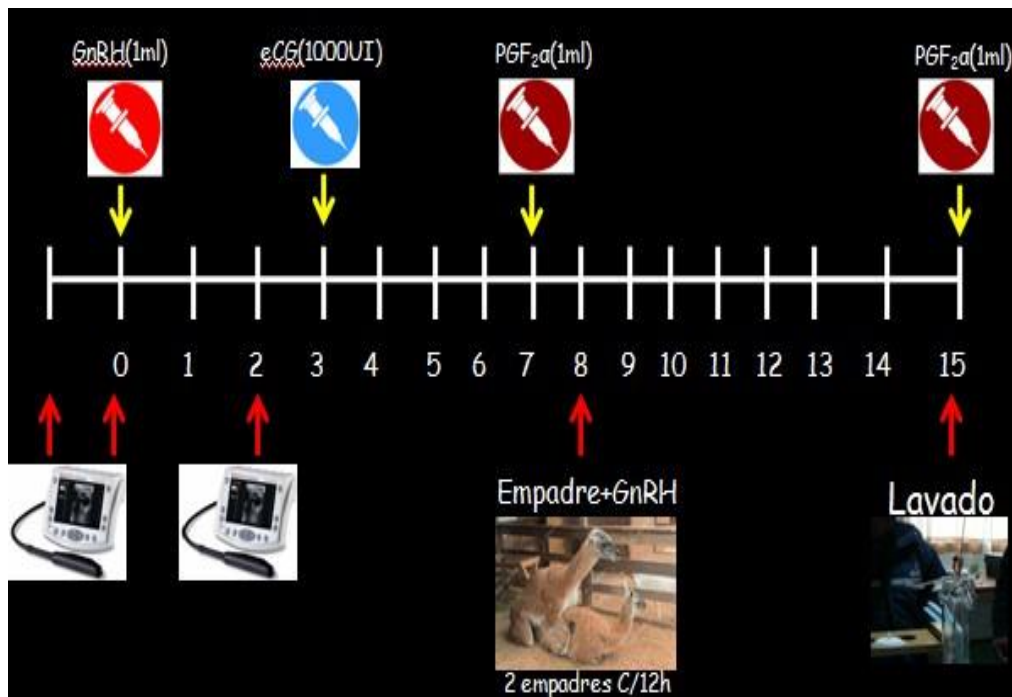 GnRH(1ml)
eCG(1000UI)
PGF₂α(1ml)
PGF₂α(1ml)
0 1 2 3 4 5 6 7 8 9 10 11 12 13 14 15
Empadre+GnRH
Lavado
2 empadres C/12h